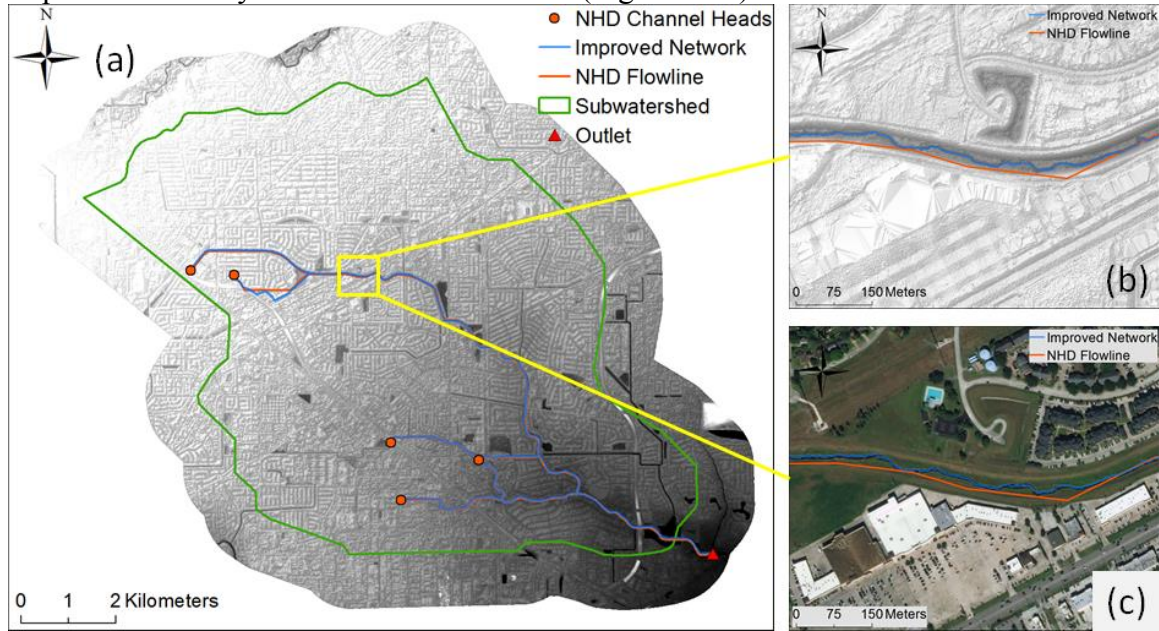 N
(a)
NHD Channel Heads
Improved Network
NHD Flowline
Subwatershed
Outlet
0 1 2 Kilometers
N
Improved Network
NHD Flowline
0 75 150 Meters
(b)
Improved Network
NHD Flowline
0 75 150 Meters
(c)